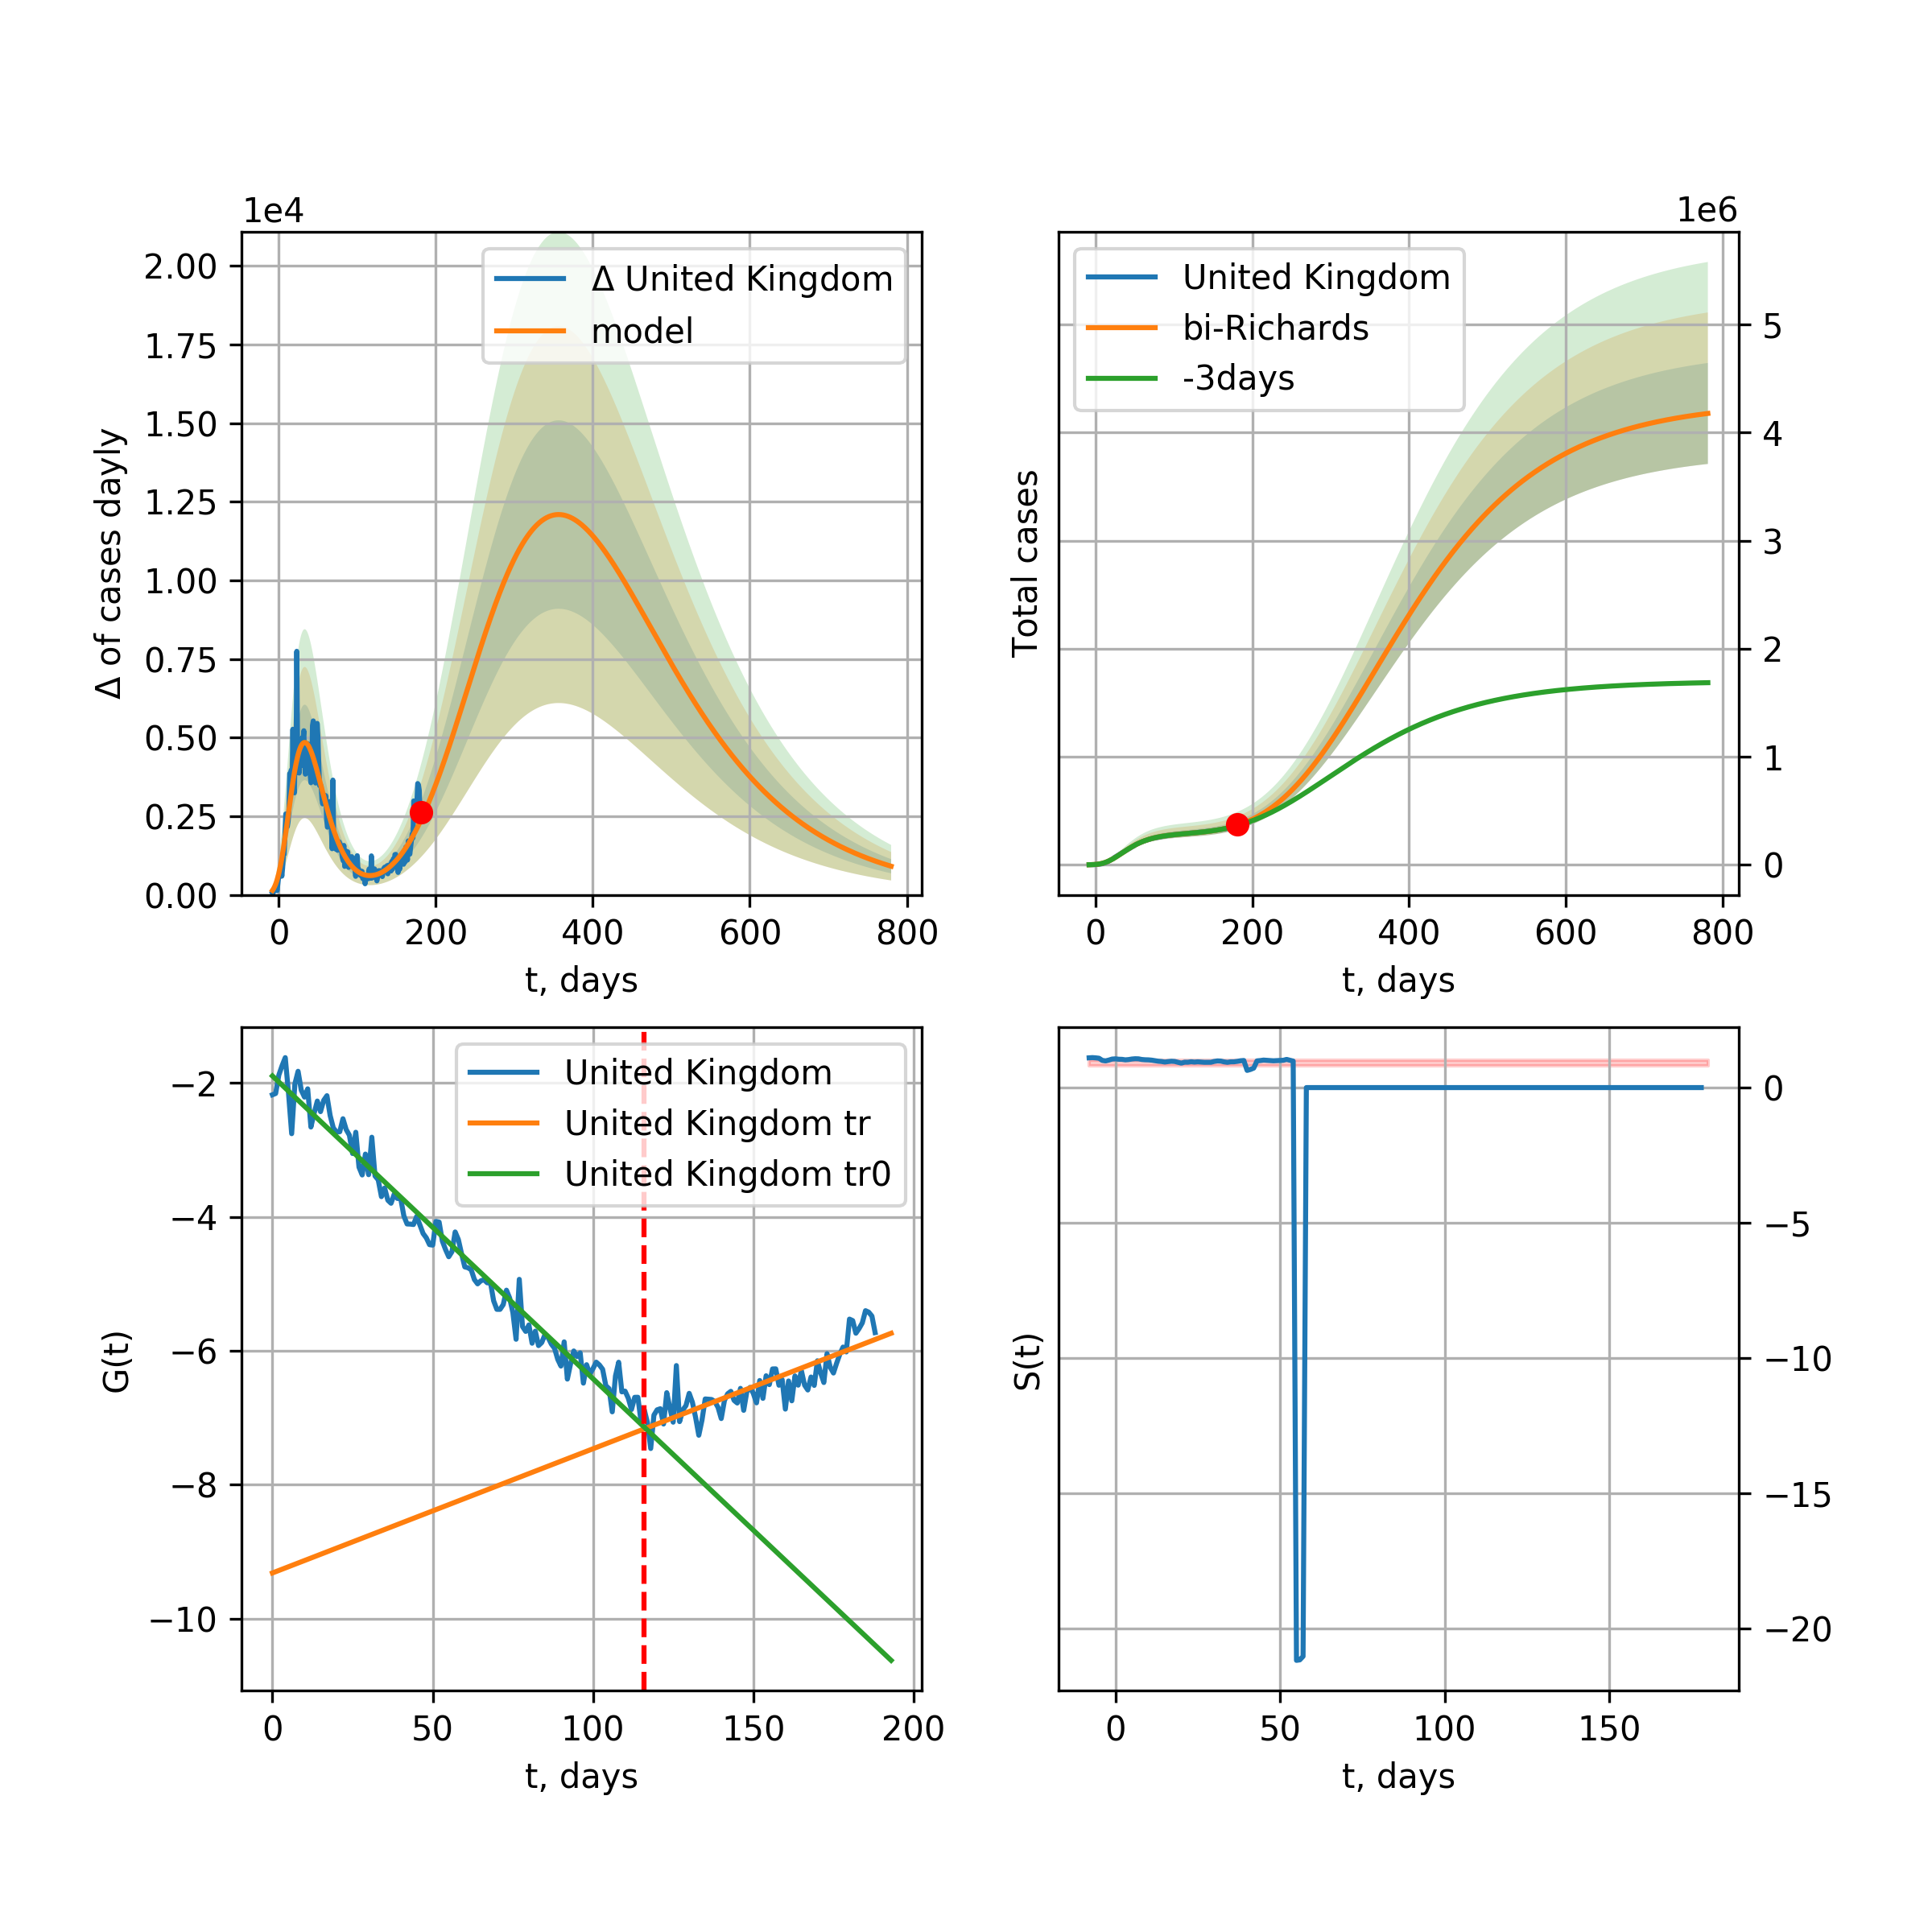 1e4
Δ of cases dayly
2.00
1.75
1.50
1.25
1.00
0.75
0.50
0.25
0.00
Δ United Kingdom
model
0 200 400 600 800
t, days
1e6
Total cases
United Kingdom
bi-Richards
-3days
5
4
3
2
1
0
0 200 400 600 800
t, days
G(t)
−2
−4
−6
−8
−10
United Kingdom
United Kingdom tr
United Kingdom tr0
0 50 100 150 200
t, days
S(t)
0
−5
−10
−15
−20
0 50 100 150
t, days